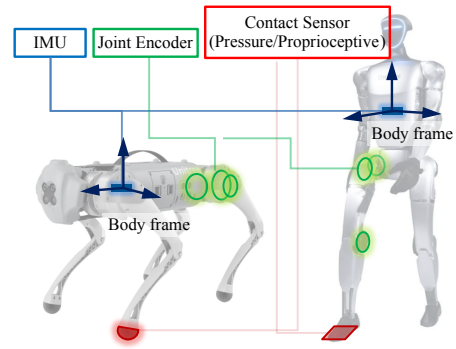 IMU
Joint Encoder
Contact Sensor
(Pressure/Proprioceptive)
Body frame
Body frame